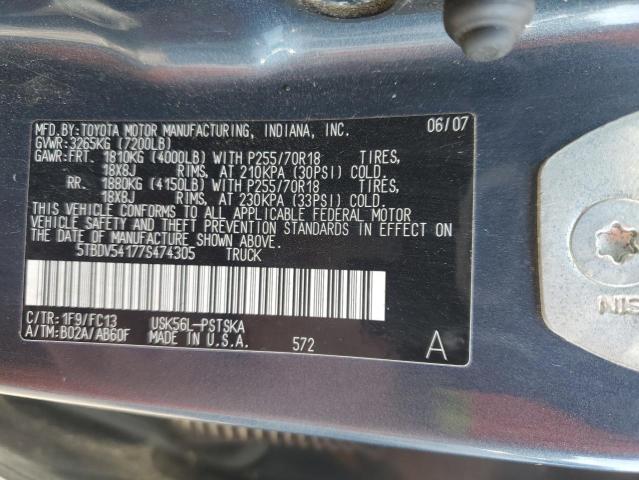 MFD.BY:TOYOTA MOTOR MANUFACTURING, INDIANA, INC. 06/07
GVWR:3265KG (7200LB)
GAWR:FRT. 1810KG (4000LB) WITH P255/70R18 TIRES,
18X8J RIMS, AT 210KPA (30PSI) COLD.
RR. 1880KG (4150LB) WITH P255/70R18 TIRES,
18X8J RIMS, AT 230KPA (33PSI) COLD.
THIS VEHICLE CONFORMS TO ALL APPLICABLE FEDERAL MOTOR
VEHICLE SAFETY AND THEFT PREVENTION STANDARDS IN EFFECT
ON THE DATE OF MANUFACTURE SHOWN ABOVE.
5TBDV54177S474305 TRUCK
C/TR:1F9/FC13 USK56L-PSTSKA
A/TM:B02A/AB60F MADE IN U.S.A. 572 A
NIS